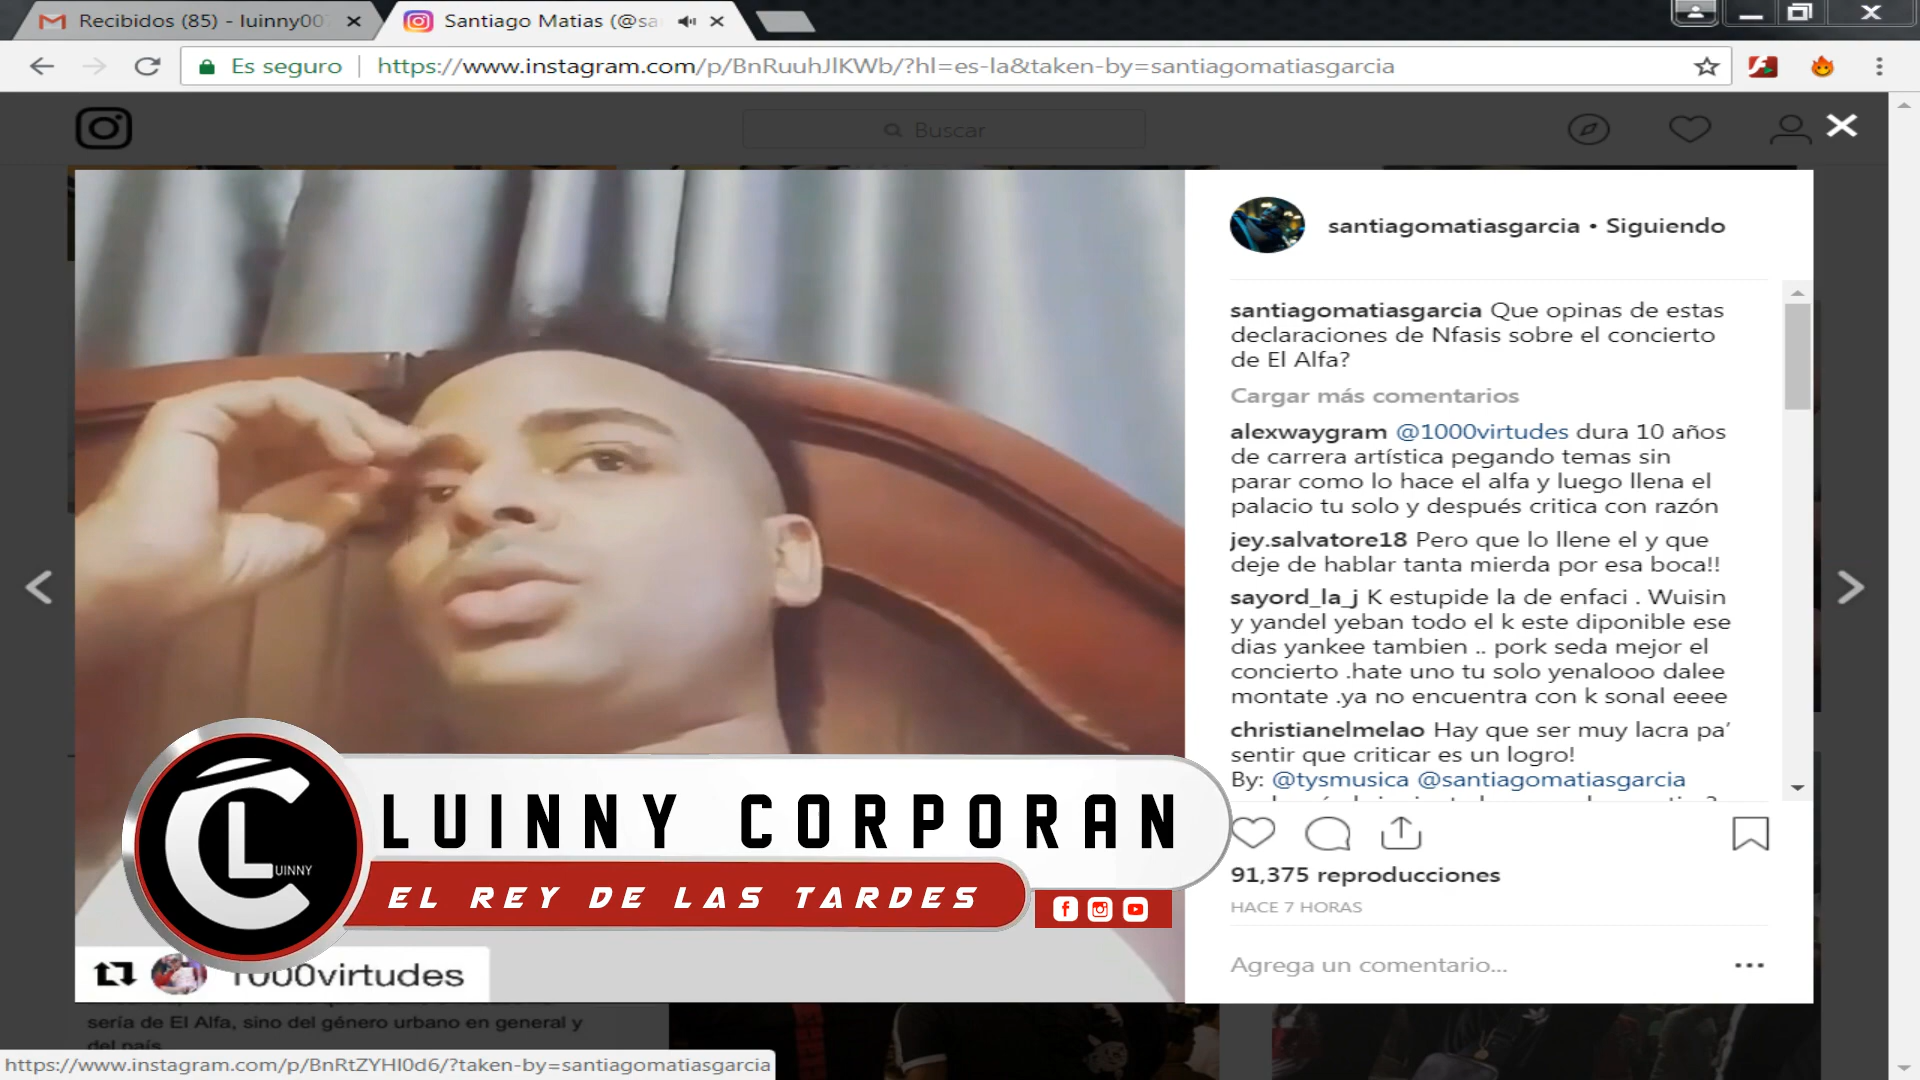 Recibidos (85) - luinny007
Santiago Matias (@sa
Es seguro
https://www.instagram.com/p/BnRuuhJlKWb/?hl=es-la&taken-by=santiagomatiasgarcia
Buscar
santiagomatiasgarcia • Siguiendo
santiagomatiasgarcia Que opinas de estas
declaraciones de Nfasis sobre el concierto
de El Alfa?
Cargar más comentarios
alexwaygram @1000virtudes dura 10 años
de carrera artística pegando temas sin
parar como lo hace el alfa y luego llena el
palacio tu solo y después critica con razón
jey.salvatore18 Pero que lo llene el y que
deje de hablar tanta mierda por esa boca!!
sayord_la_j K estupide la de enfaci . Wuisin
y yandel yeban todo el k este diponible ese
dias yankee tambien .. pork seda mejor el
concierto .hate uno tu solo yenalooo dalee
montate .ya no encuentra con k sonal eeee
christianelmelao Hay que ser muy lacra pa’
sentir que criticar es un logro!
By: @tysmusica @santiagomatiasgarcia
91,375 reproducciones
HACE 7 HORAS
Agrega un comentario...
LUINNY CORPORAN
EL REY DE LAS TARDES
LUINNY
1000virtudes
sería de El Alfa, sino del género urbano en general y
del país.
https://www.instagram.com/p/BnRtZYHI0d6/?taken-by=santiagomatiasgarcia